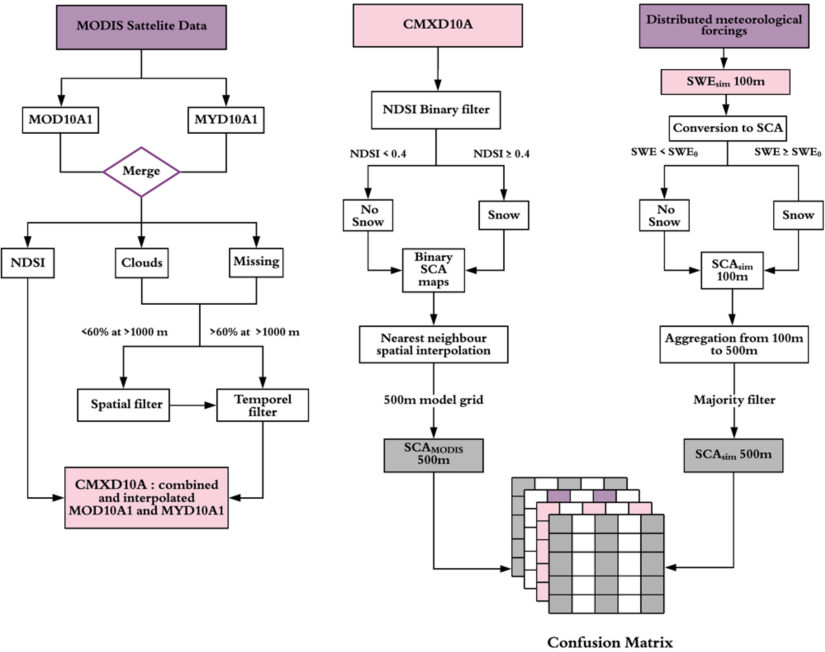 MODIS Sattelite Data
MOD10A1
MYD10A1
Merge
NDSI
Clouds
Missing
<60% at >1000 m
>60% at >1000 m
Spatial filter
Temporel
filter
CMXD10A : combined
and interpolated
MOD10A1 and MYD10A1
CMXD10A
NDSI Binary filter
NDSI < 0.4
NDSI ≥ 0.4
No
Snow
Snow
Binary
SCA
maps
Nearest neighbour
spatial interpolation
500m model grid
SCAMODIS
500m
Distributed meteorological
forcings
SWEsim 100m
Conversion to SCA
SWE < SWE0
SWE ≥ SWE0
No
Snow
Snow
SCAsim
100m
Aggregation from 100m
to 500m
Majority filter
SCAsim 500m
Confusion Matrix